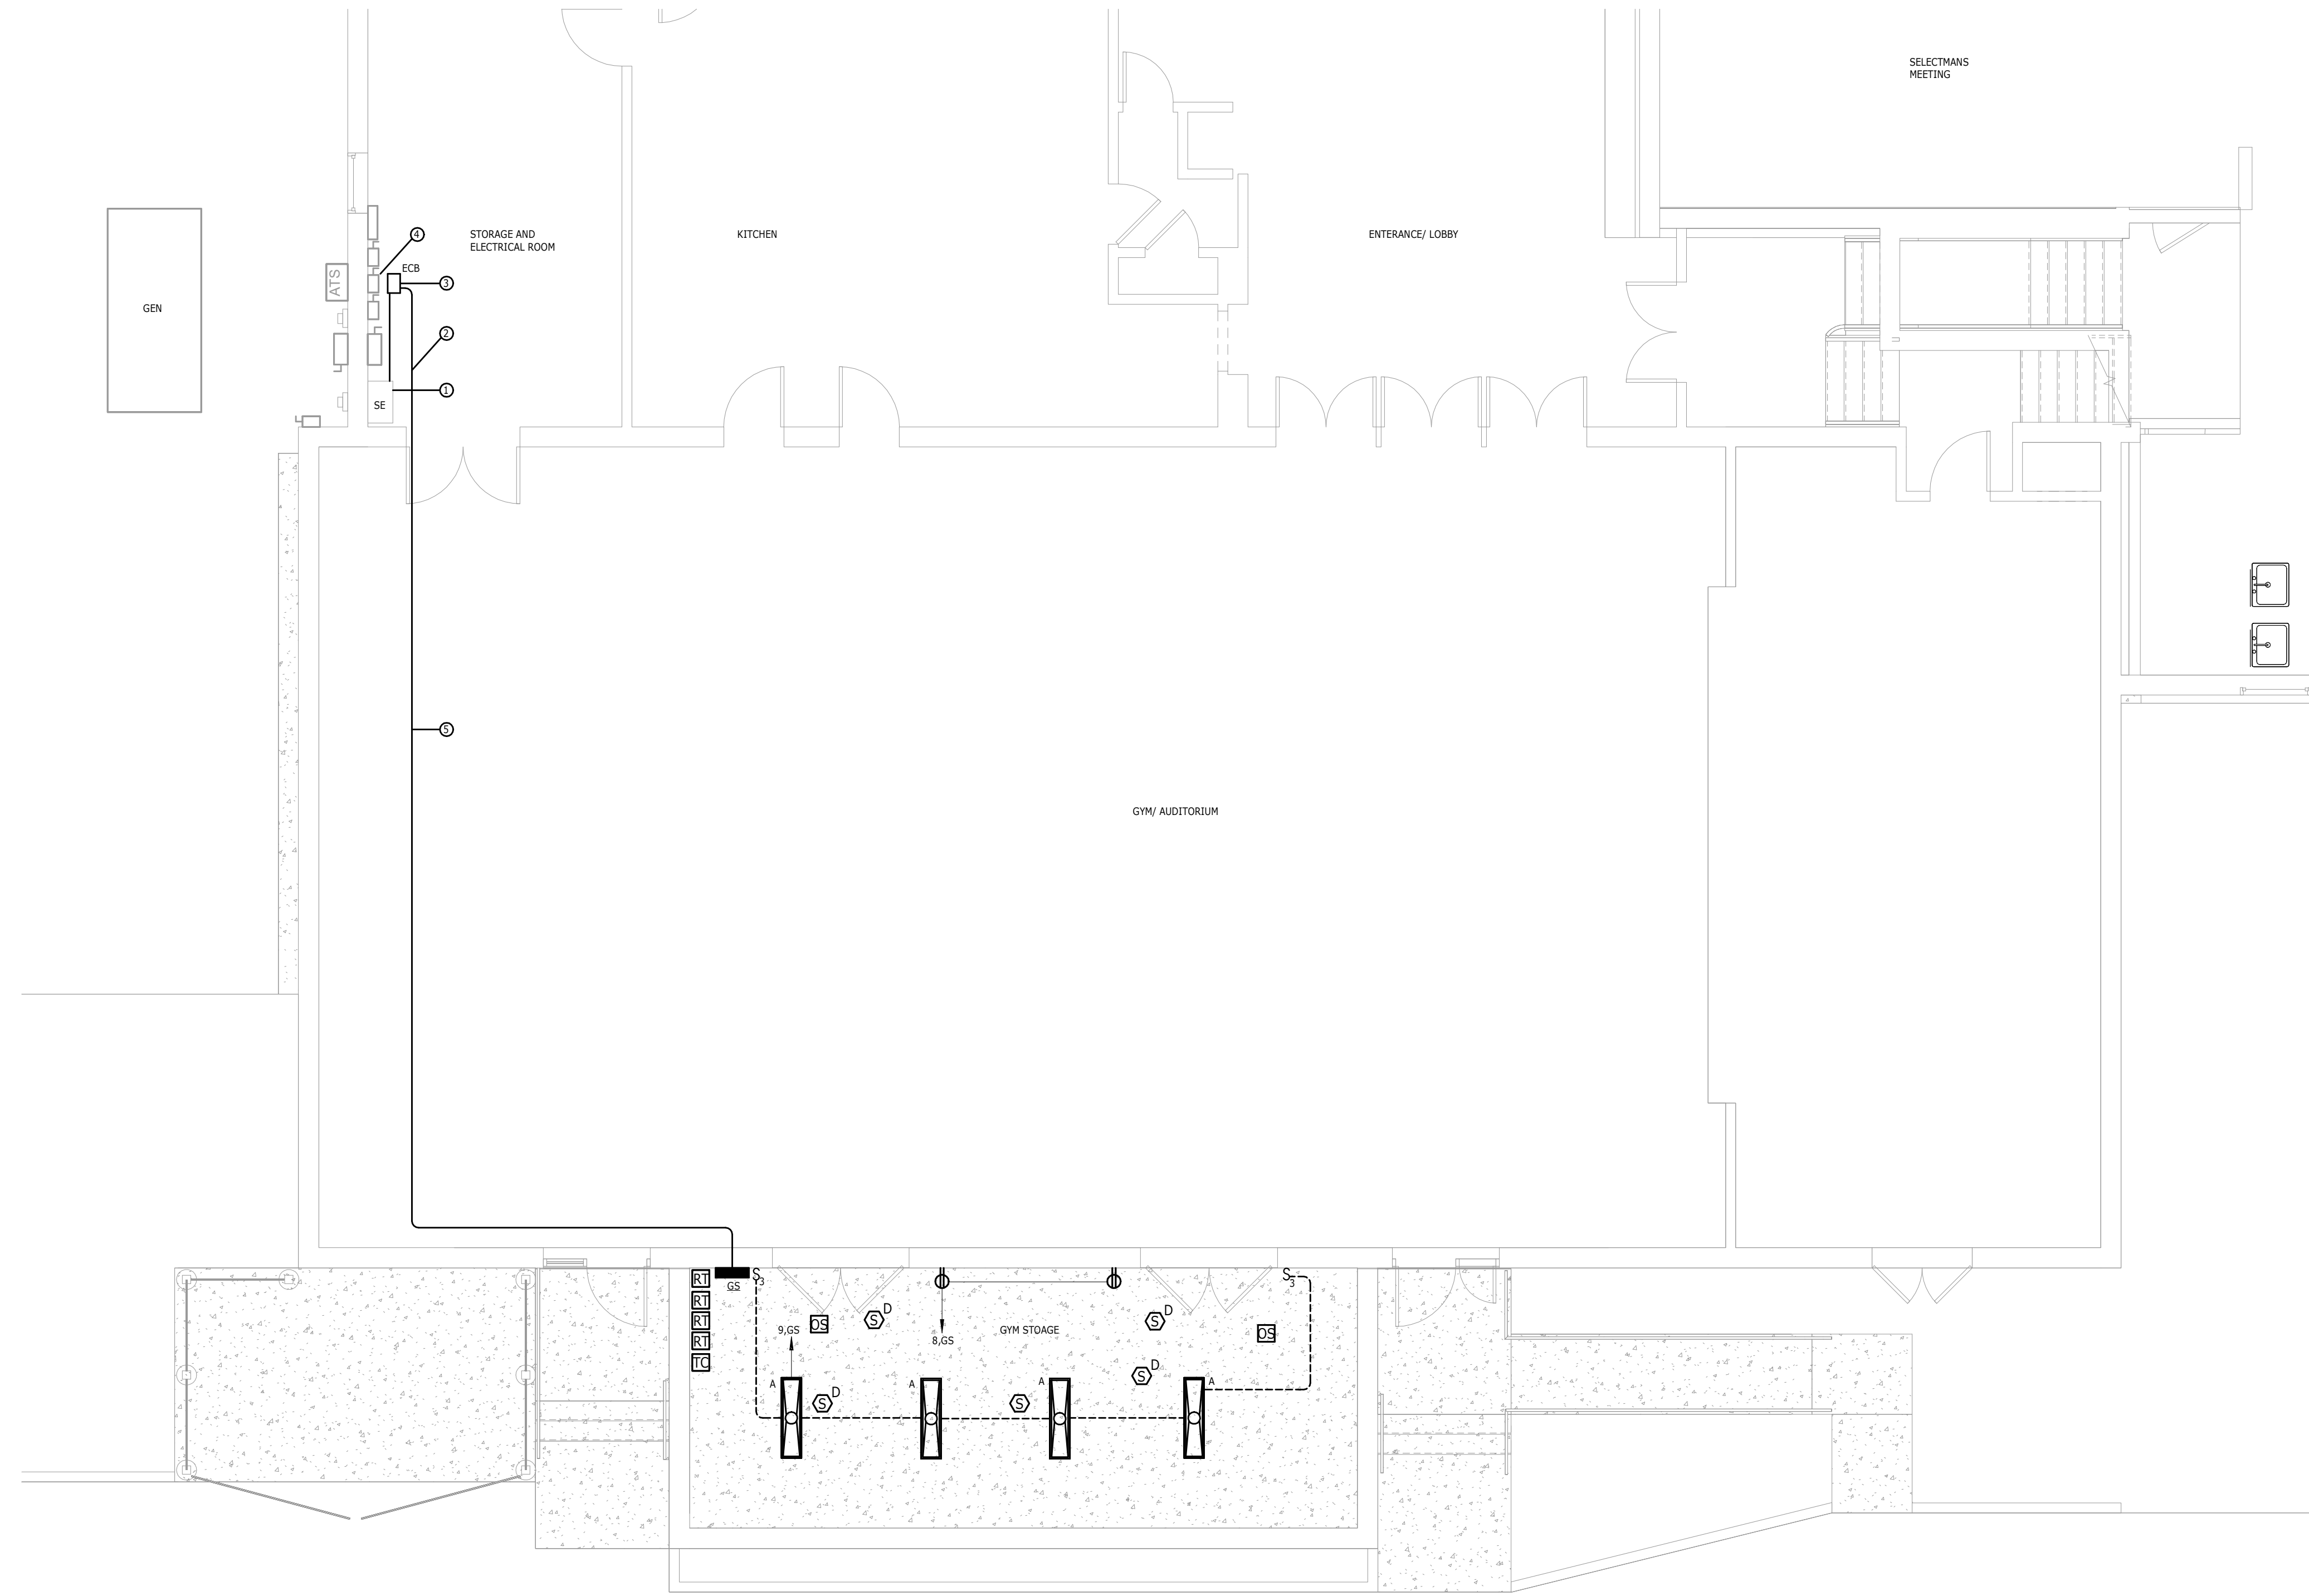 SELECTMANS
MEETING
4
STORAGE AND
ELECTRICAL ROOM
KITCHEN
ENTERANCE/ LOBBY
ECB
ATS
3
GEN
2
1
SE
5
GYM/ AUDITORIUM
RT
GS
S3
S3
RT
RT
RT
TC
9,GS
OS
S D
8,GS
GYM STOAGE
S D
OS
A
S D
A
S
A
S D
A